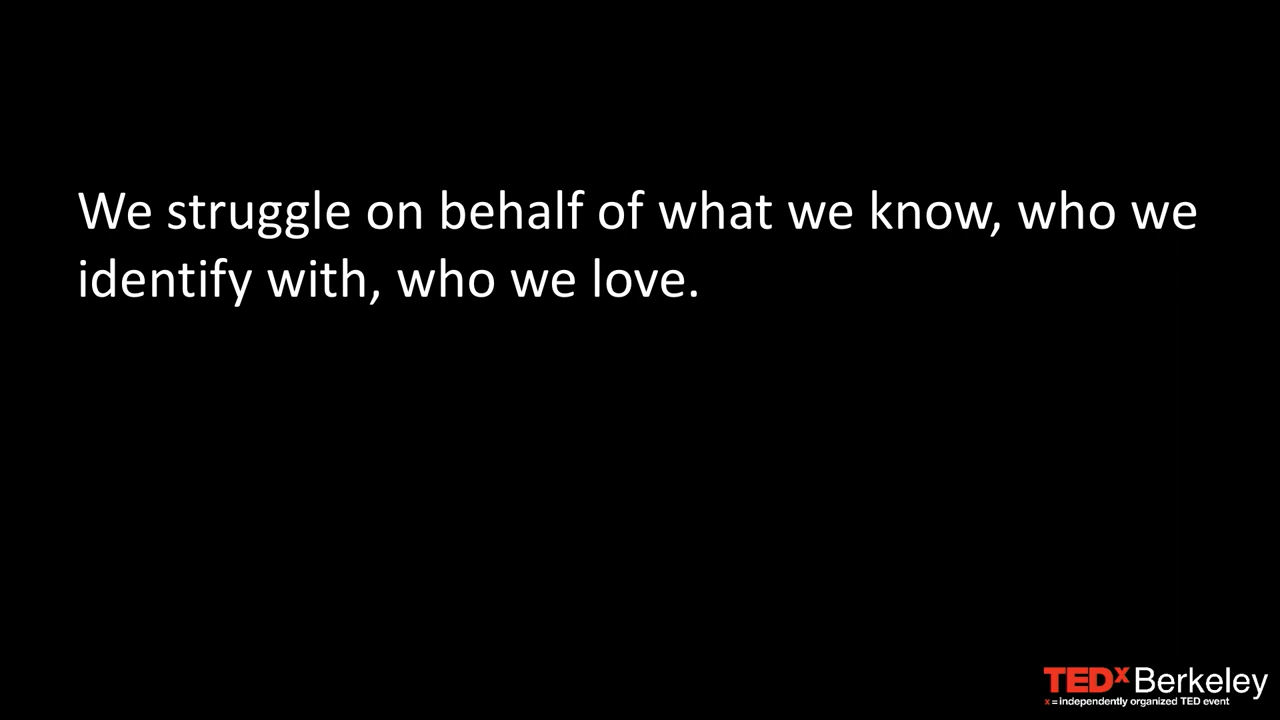 We struggle on behalf of what we know, who we
identify with, who we love.
TEDx Berkeley
x = independently organized TED event